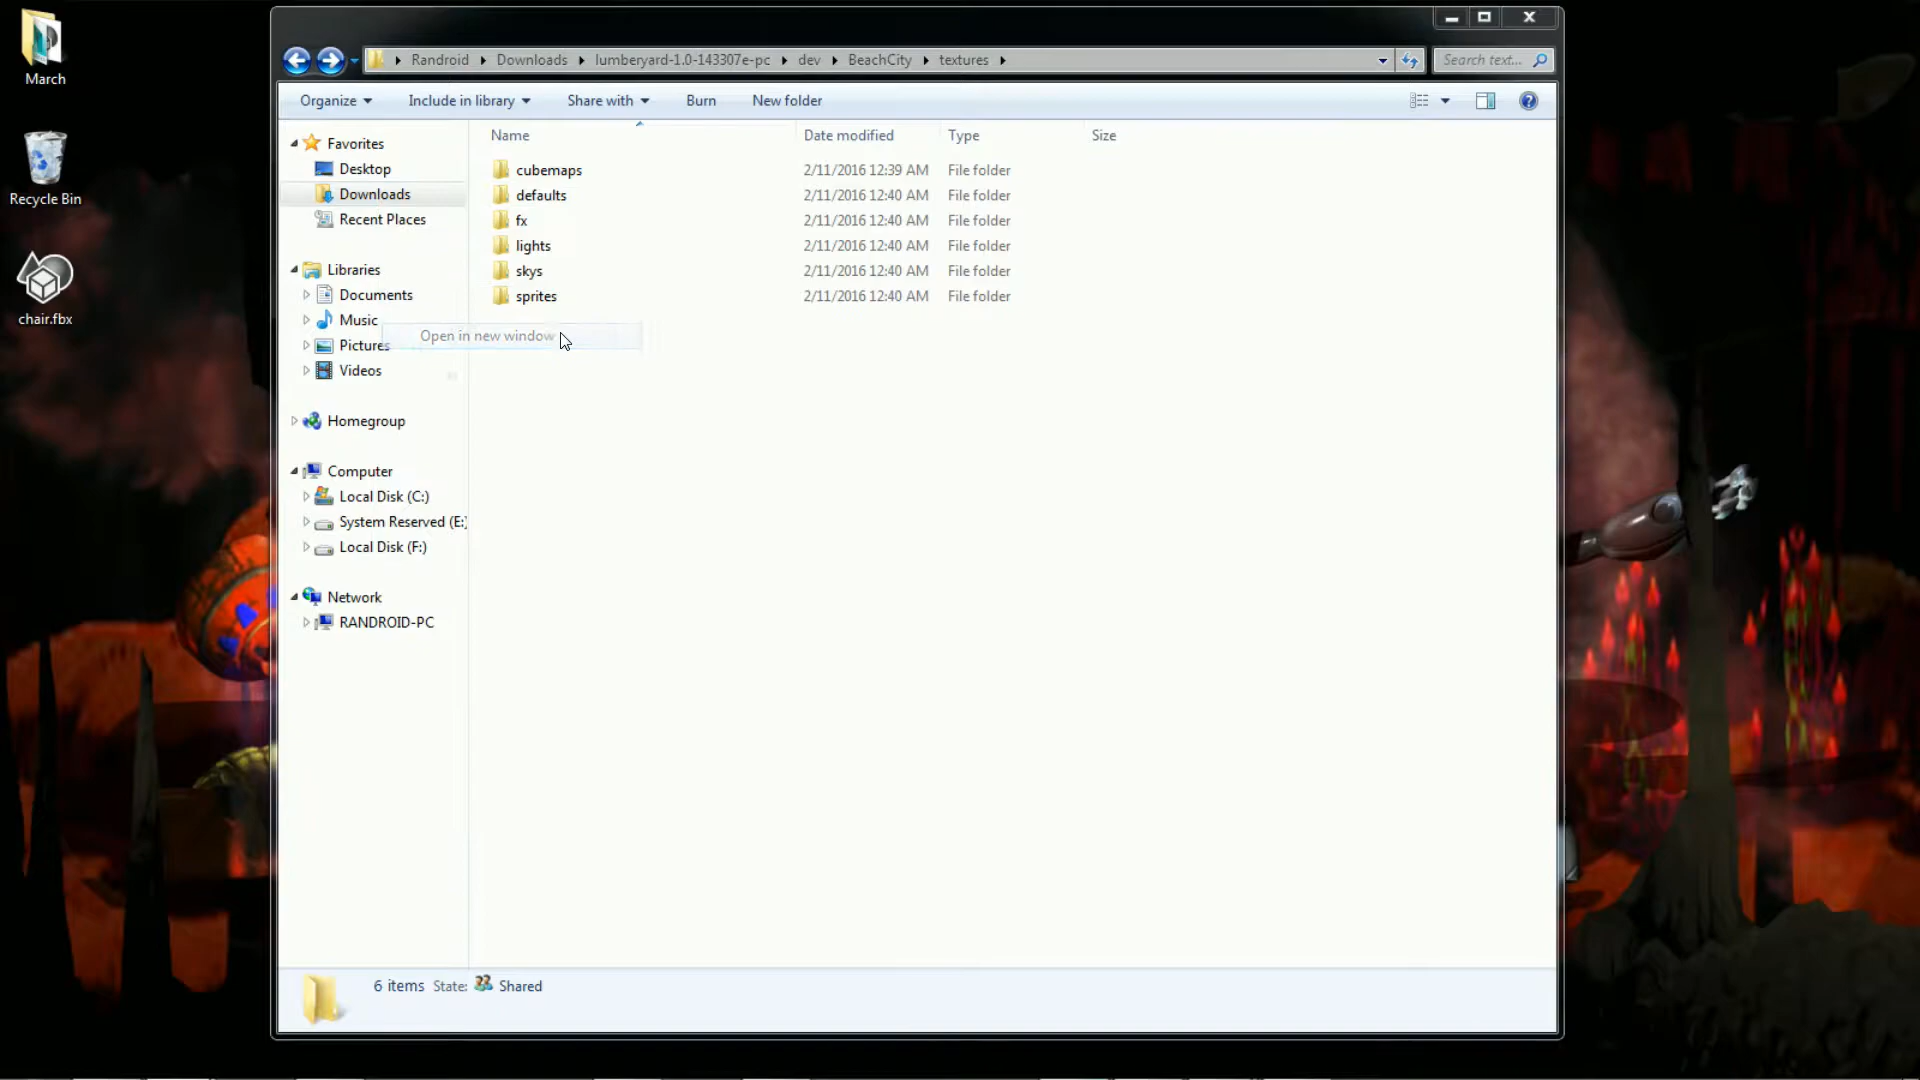 March
Recycle Bin
chair.fbx
Randroid Downloads lumberyard-1.0-143307e-pc dev BeachCity textures
Search text...
Organize Include in library Share with Burn New folder
Favorites
Desktop
Downloads
Recent Places
Libraries
Documents
Music
Pictures
Videos
Homegroup
Computer
Local Disk (C:)
System Reserved (E:)
Local Disk (F:)
Network
RANDROID-PC
Name Date modified Type Size
cubemaps 2/11/2016 12:39 AM File folder
defaults 2/11/2016 12:40 AM File folder
fx 2/11/2016 12:40 AM File folder
lights 2/11/2016 12:40 AM File folder
skys 2/11/2016 12:40 AM File folder
sprites 2/11/2016 12:40 AM File folder
Open in new window
6 items State: Shared